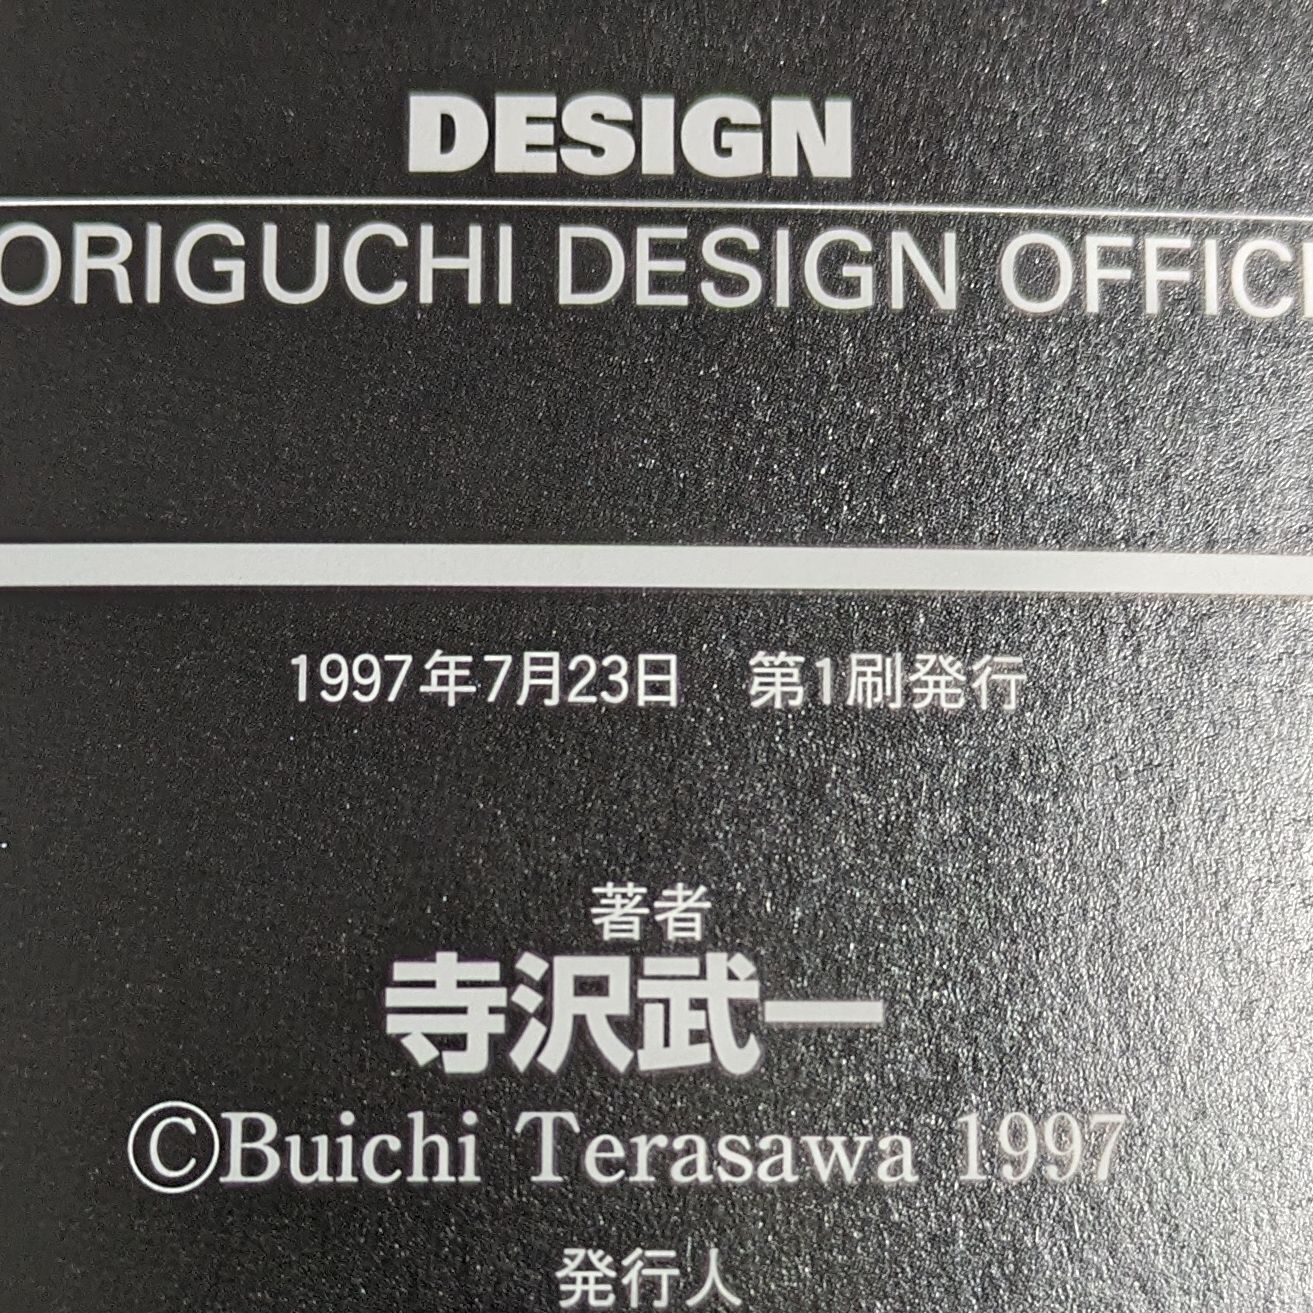 DESIGN
ORIGUCHI DESIGN OFFICE
1997年7月23日　第1刷発行
著者
寺沢武一
©Buichi Terasawa 1997
発行人